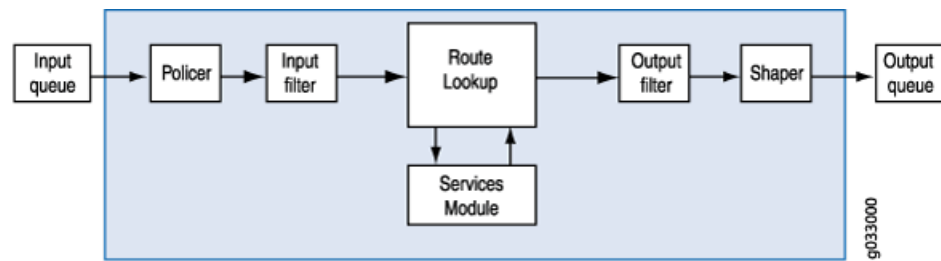 Input
queue
Policer
Input
filter
Route
Lookup
Output
filter
Shaper
Output
queue
Services
Module
g033000